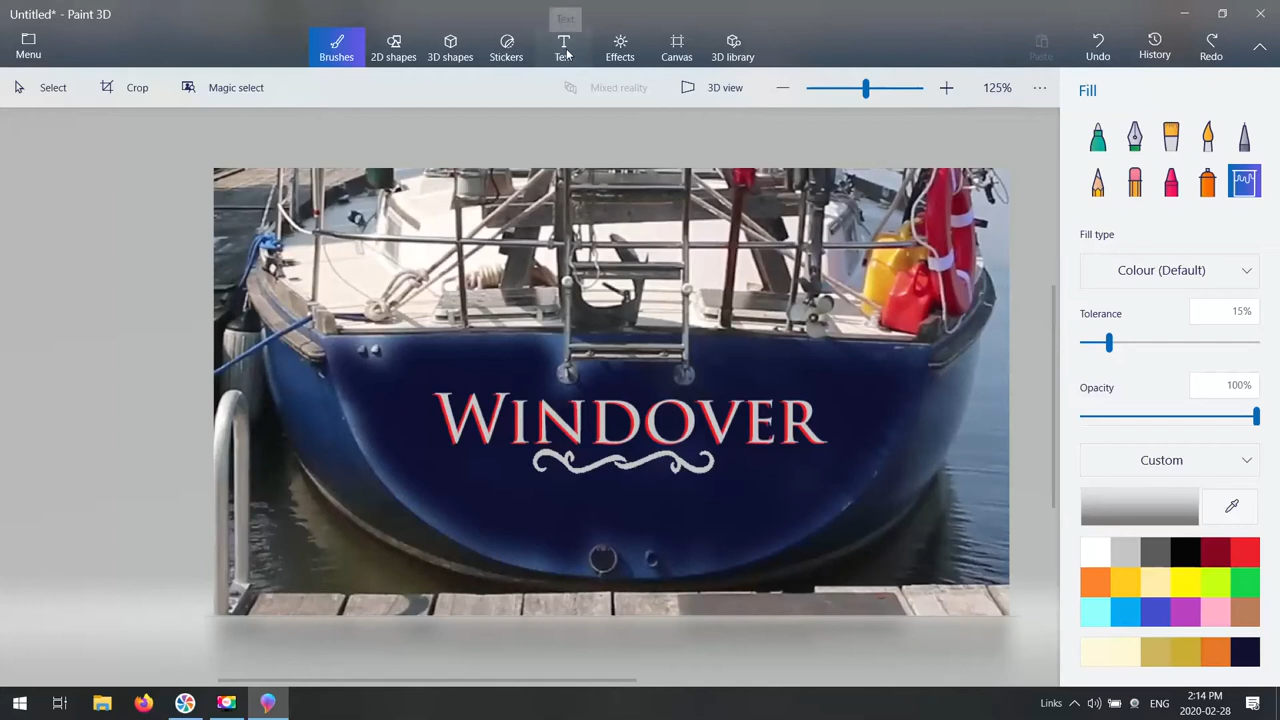 Untitled* - Paint 3D
Text
Menu
Brushes
2D shapes
3D shapes
Stickers
Text
Effects
Canvas
3D library
Paste
Undo
History
Redo
Select
Crop
Magic select
Mixed reality
3D view
125%
Fill
Fill type
Colour (Default)
Tolerance
15%
Opacity
100%
Custom
WINDOVER
Links
ENG
2:14 PM
2020-02-28